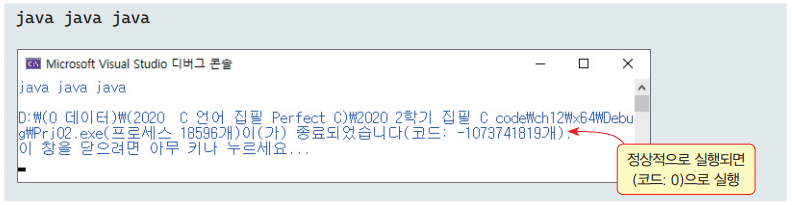 java java java
Microsoft Visual Studio 디버그 콘솔
java java java
D:₩(0 데이터)₩(2020  C 언어 집필 Perfect C)₩2020 2학기 집필 C code₩ch12₩x64₩Debu
g₩Prj02.exe(프로세스 18596개)이(가) 종료되었습니다(코드: -1073741819개).
이 창을 닫으려면 아무 키나 누르세요...
정상적으로 실행되면
(코드: 0)으로 실행